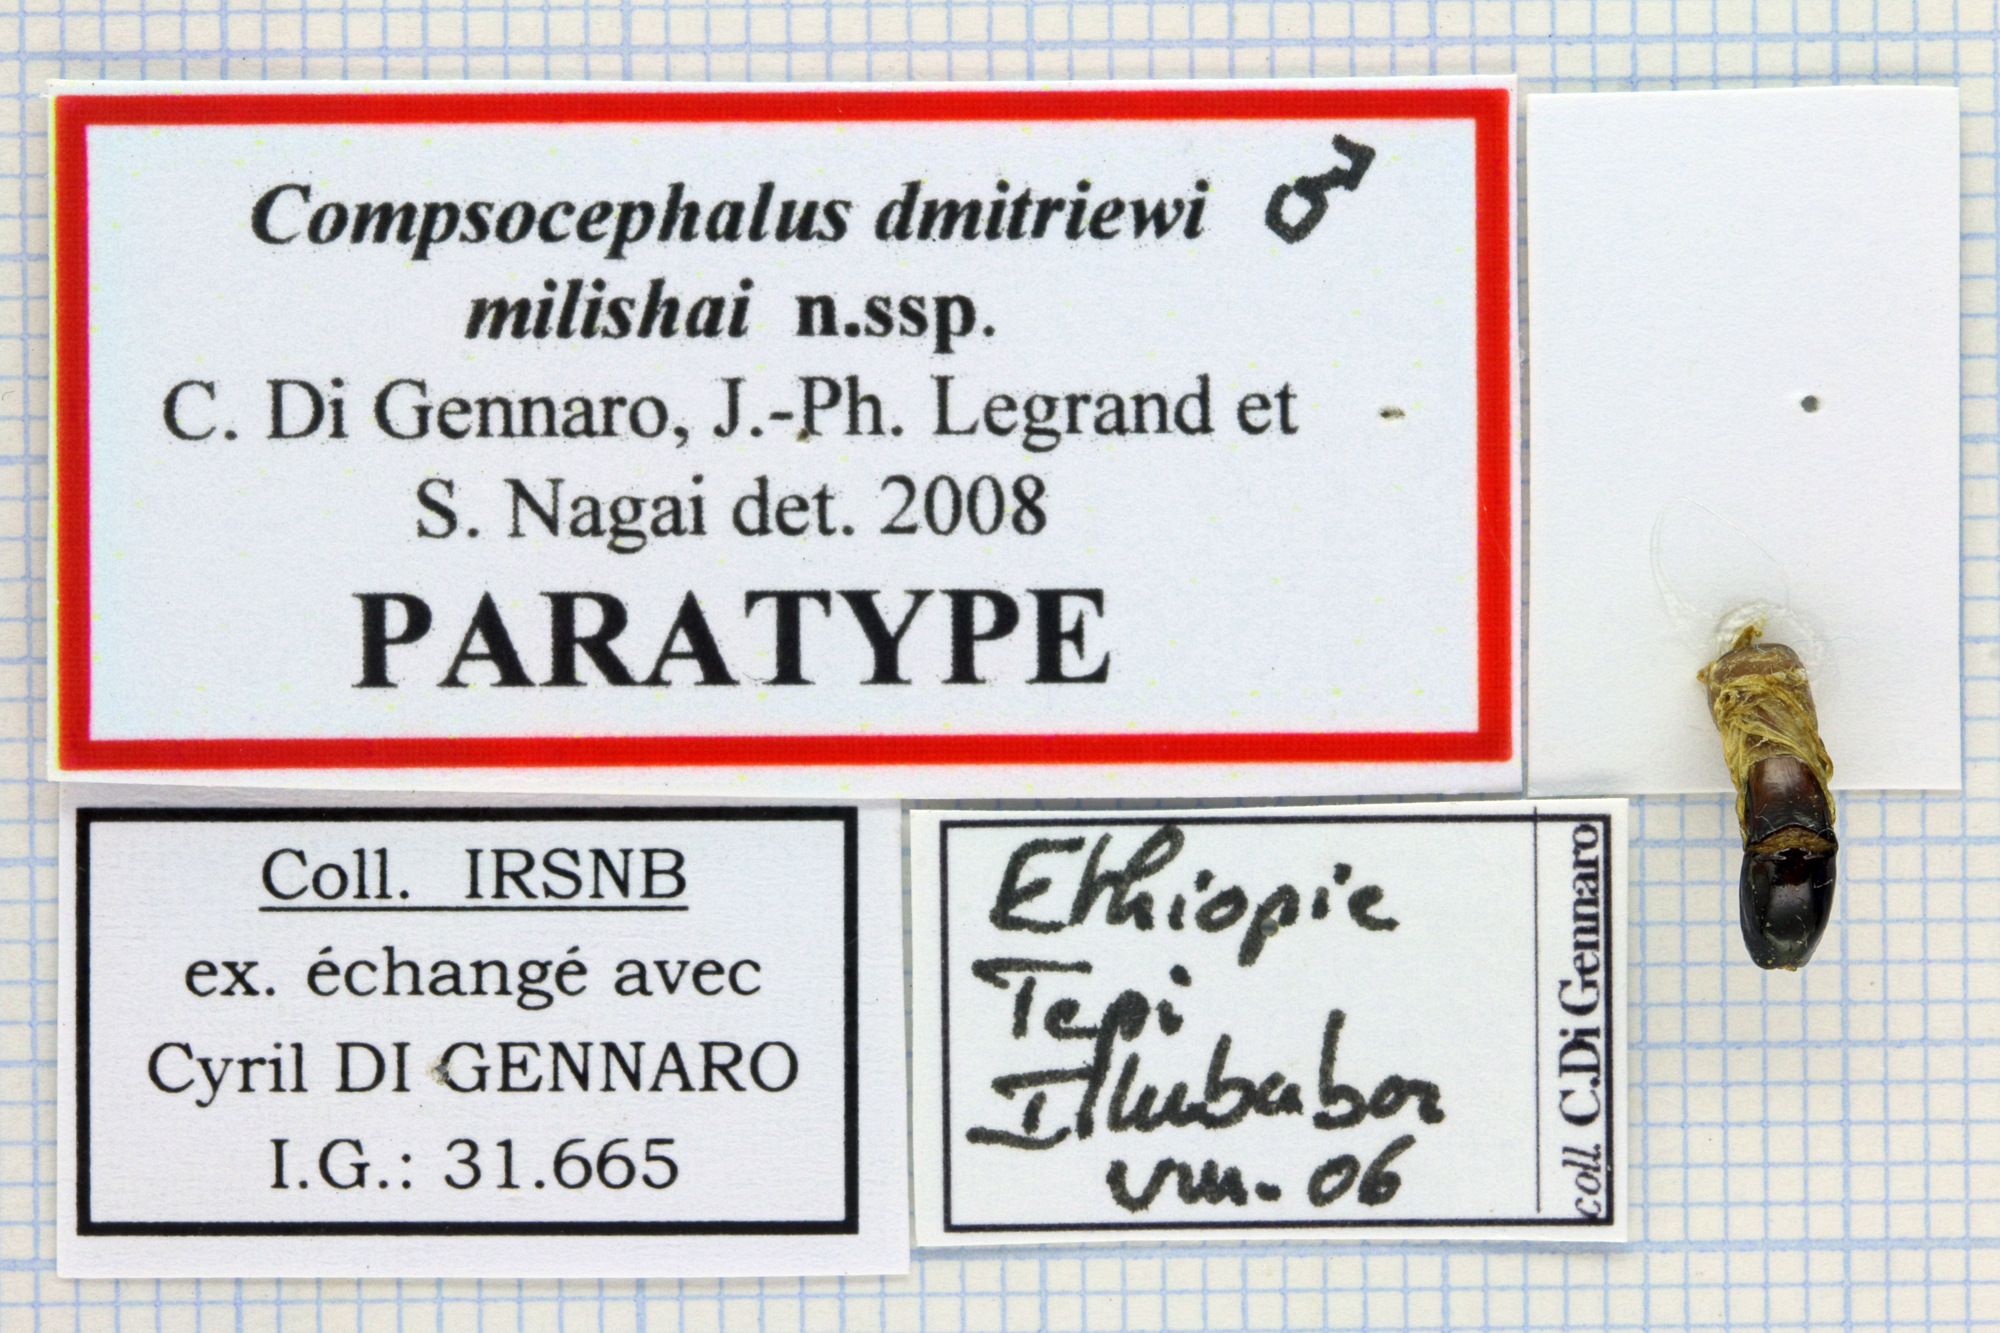 Compsocephalus dmitriewi ♂
milishai n.ssp.
C. Di Gennaro, J.-Ph. Legrand et
S. Nagai det. 2008
PARATYPE
Coll. IRSNB
ex. échangé avec
Cyril DI GENNARO
I.G.: 31.665
Ethiopie
Tepi
Illubabor
VIII. 06
coll. C.Di Gennaro